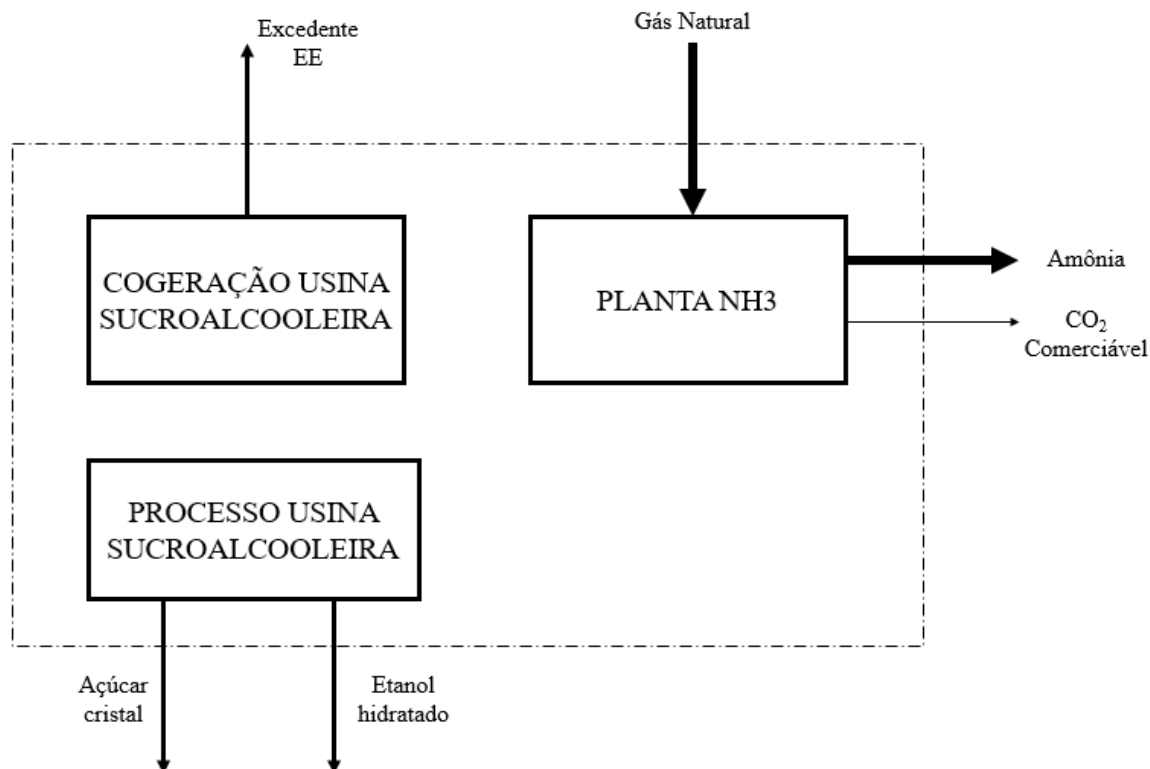 Excedente
EE
Gás Natural
COGERAÇÃO USINA
SUCROALCOOLEIRA
PLANTA NH3
Amônia
CO₂
Comerciável
PROCESSO USINA
SUCROALCOOLEIRA
Açúcar
cristal
Etanol
hidratado